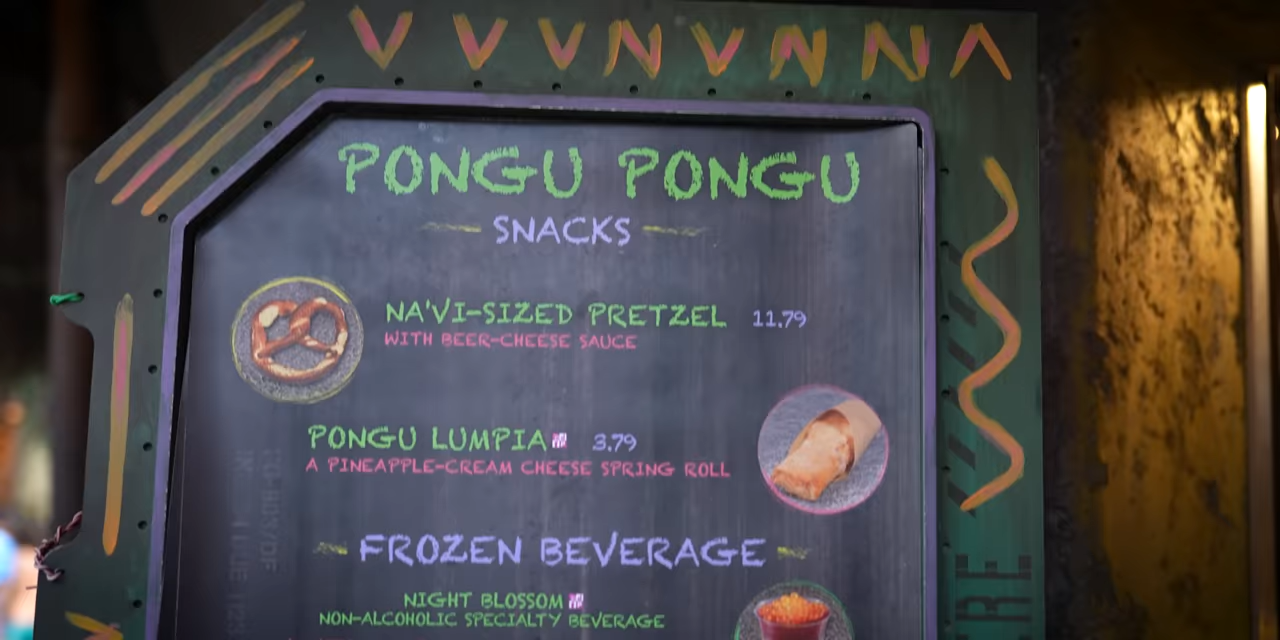 PONGU PONGU
SNACKS
NA'VI-SIZED PRETZEL 11.79
WITH BEER-CHEESE SAUCE
PONGU LUMPIA 3.79
A PINEAPPLE-CREAM CHEESE SPRING ROLL
FROZEN BEVERAGE
NIGHT BLOSSOM
NON-ALCOHOLIC SPECIALTY BEVERAGE